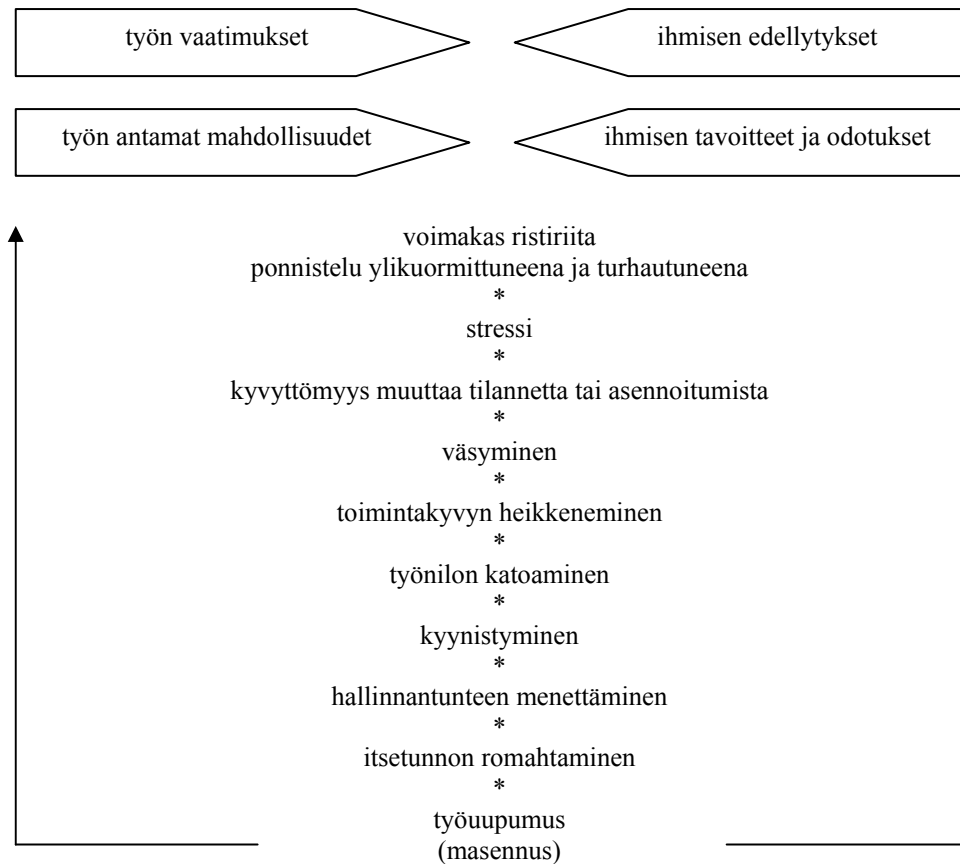 työn vaatimukset
ihmisen edellytykset
työn antamat mahdollisuudet
ihmisen tavoitteet ja odotukset
voimakas ristiriita
ponnistelu ylikuormittuneena ja turhautuneena
*
stressi
*
kyvyttömyys muuttaa tilannetta tai asennoitumista
*
väsyminen
*
toimintakyvyn heikkeneminen
*
työnilon katoaminen
*
kyynistyminen
*
hallinnantunteen menettäminen
*
itsetunnon romahtaminen
*
työuupumus
(masennus)